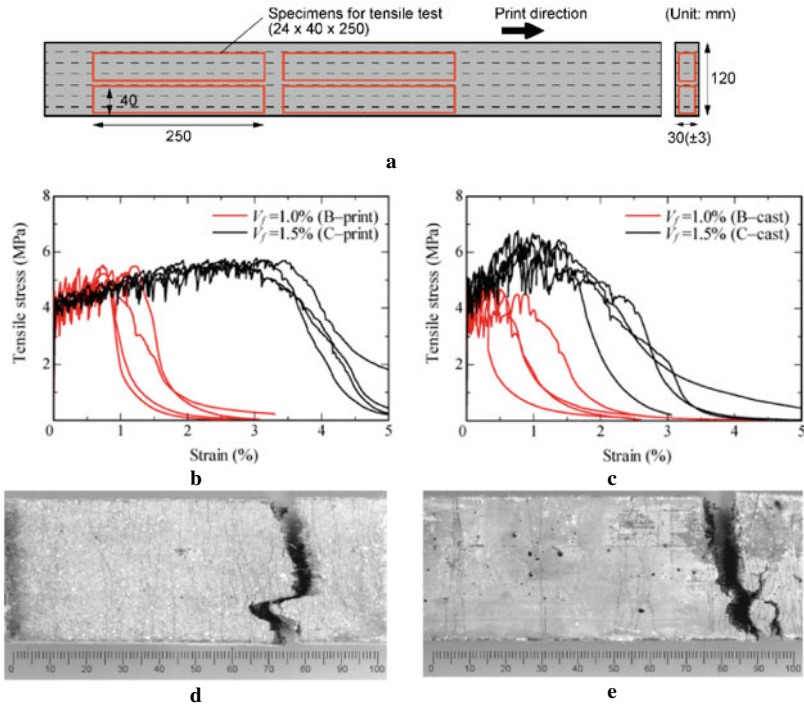 Specimens for tensile test
(24 x 40 x 250)
Print direction
(Unit: mm)
40
250
120
30(±3)
a
8
6
4
2
0 1 2 3 4 5
Tensile stress (MPa)
Strain (%)
V_f=1.0% (B–print)
V_f=1.5% (C–print)
b
8
6
4
2
0 1 2 3 4 5
Tensile stress (MPa)
Strain (%)
V_f=1.0% (B-cast)
V_f=1.5% (C-cast)
c
0 10 20 30 40 50 60 70 80 90 100
d
0 10 20 30 40 50 60 70 80 90 100
e